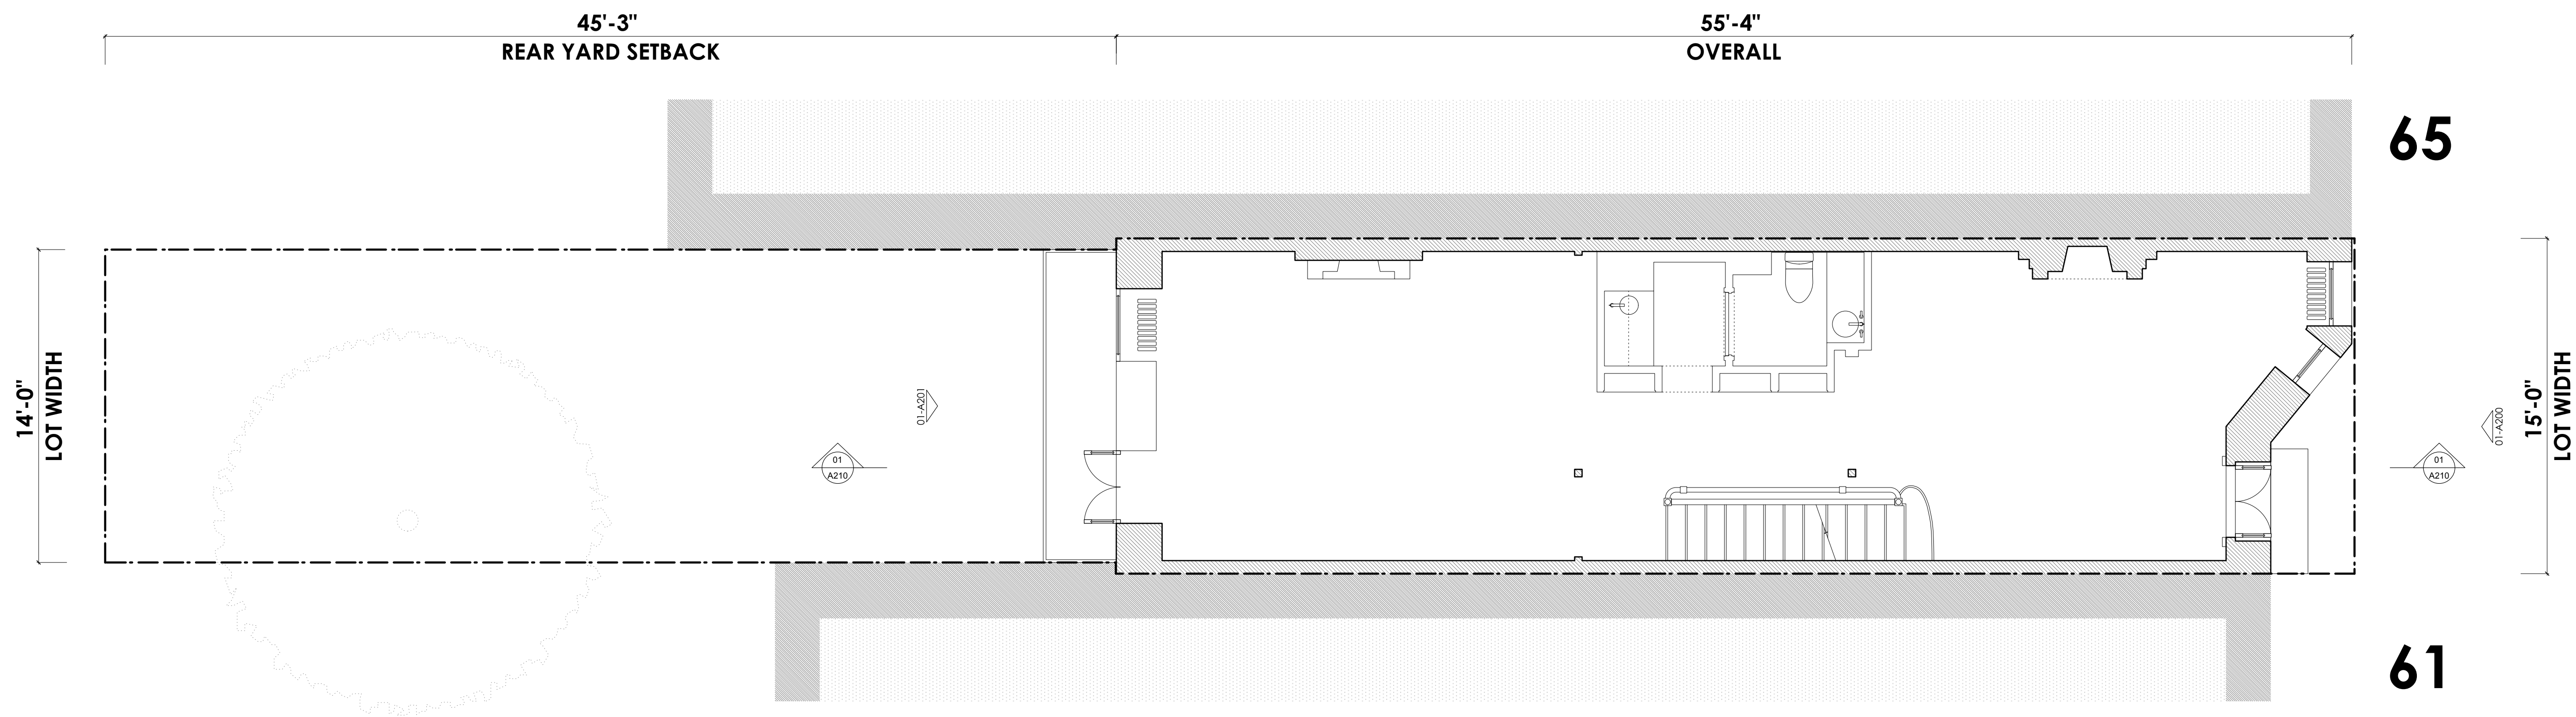 45'-3"
REAR YARD SETBACK
55'-4"
OVERALL
65
14'-0"
LOT WIDTH
01-A201
01
A210
01-A200
01
A210
15'-0"
LOT WIDTH
61